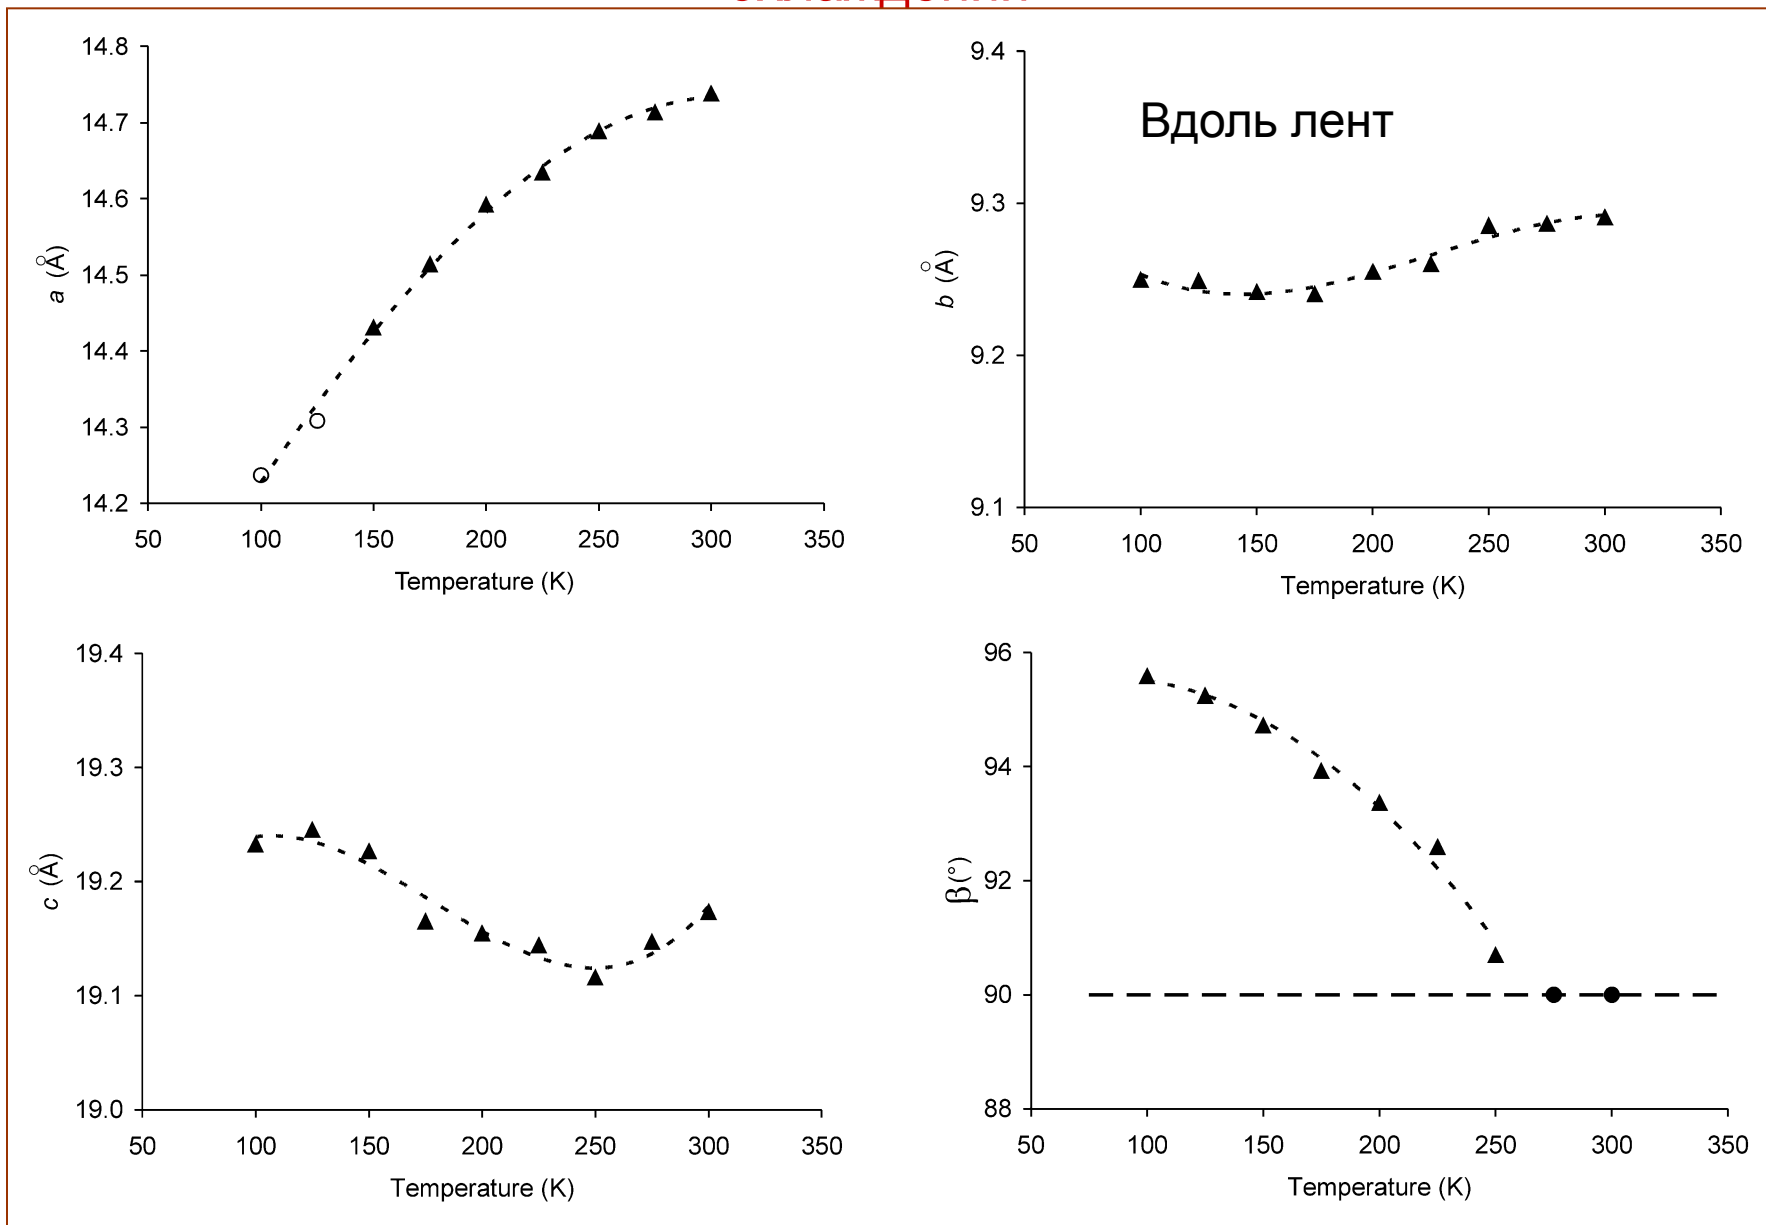 14.8
14.7
14.6
14.5
14.4
14.3
14.2
50 100 150 200 250 300 350
Temperature (K)
a (Å)
9.4
9.3
9.2
9.1
50 100 150 200 250 300 350
Temperature (K)
b (Å)
Вдоль лент
19.4
19.3
19.2
19.1
19.0
50 100 150 200 250 300 350
Temperature (K)
c (Å)
96
94
92
90
88
50 100 150 200 250 300 350
Temperature (K)
β (°)